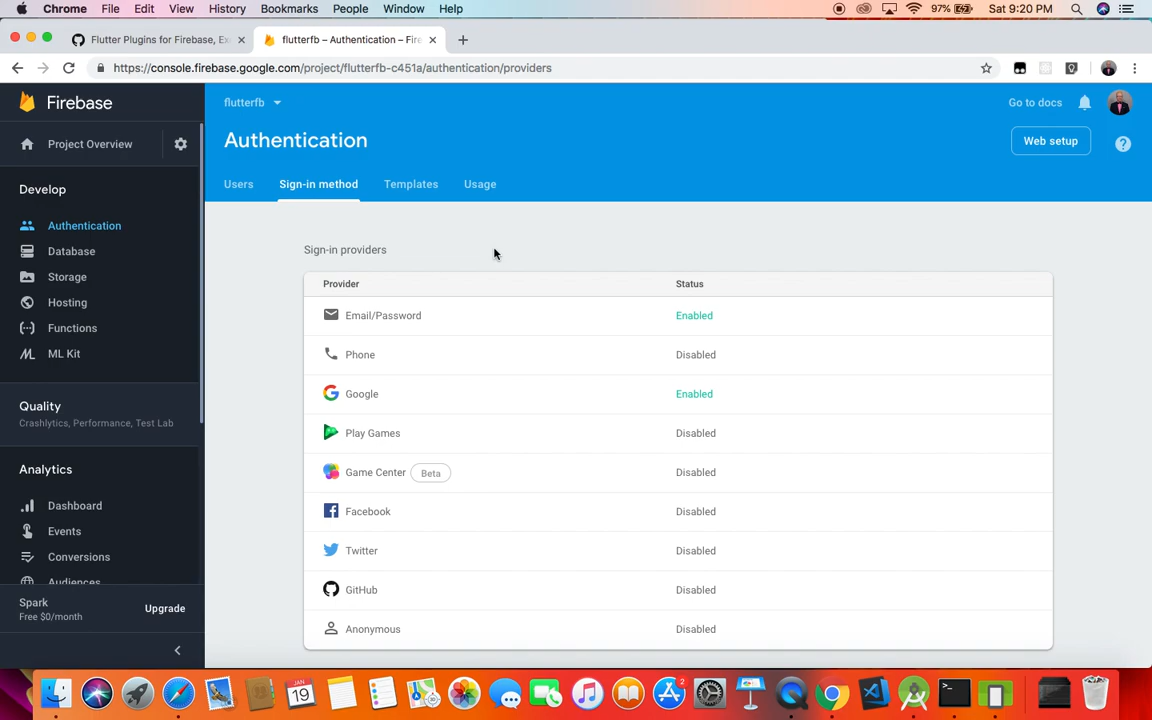 Chrome File Edit View History Bookmarks People Window Help 97% Sat 9:20 PM
Flutter Plugins for Firebase, Ex
flutterfb – Authentication – Fire
https://console.firebase.google.com/project/flutterfb-c451a/authentication/providers
Firebase
Project Overview
Develop
Authentication
Database
Storage
Hosting
Functions
ML Kit
Quality
Crashlytics, Performance, Test Lab
Analytics
Dashboard
Events
Conversions
Audiences
Spark
Free $0/month
Upgrade
flutterfb
Go to docs
Authentication
Web setup
Users Sign-in method Templates Usage
Sign-in providers
Provider Status
Email/Password Enabled
Phone Disabled
Google Enabled
Play Games Disabled
Game Center Beta Disabled
Facebook Disabled
Twitter Disabled
GitHub Disabled
Anonymous Disabled
JAN
19
2